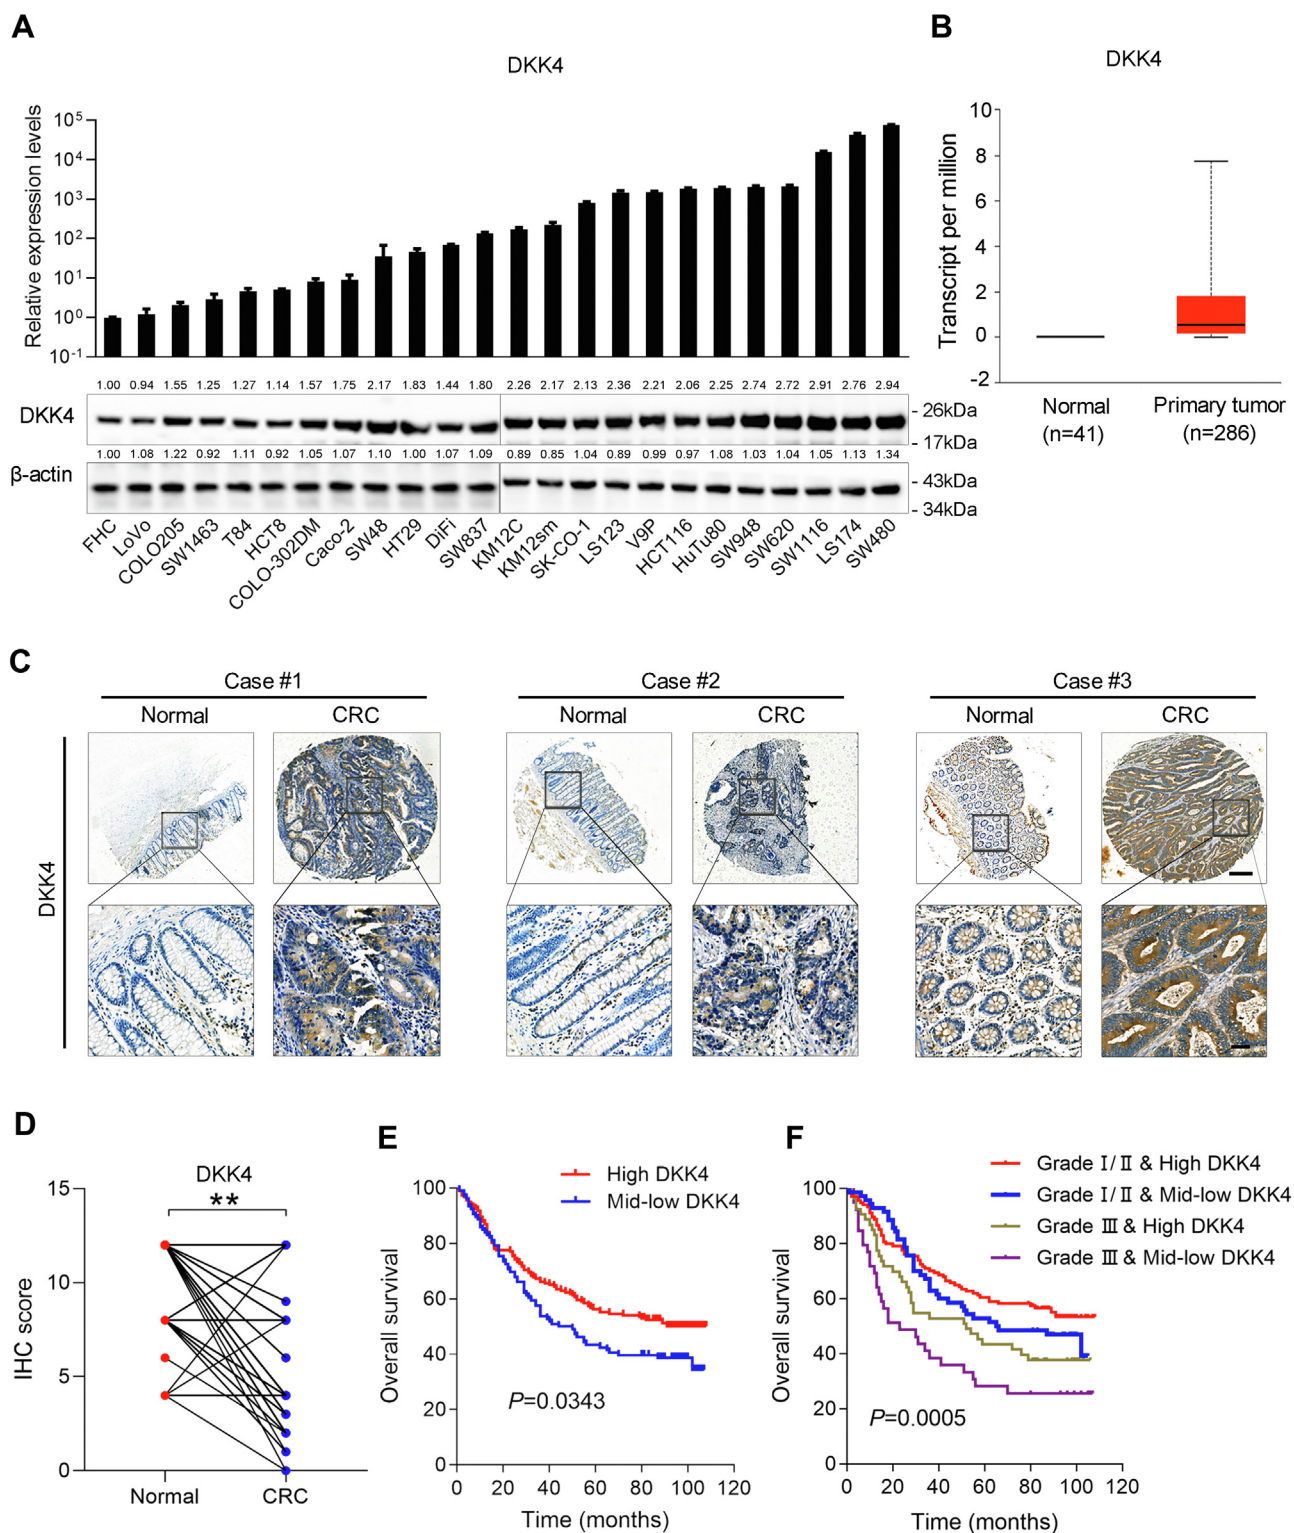 A
DKK4
Relative expression levels
10⁵
10⁴
10³
10²
10¹
10⁰
10⁻¹
1.00 0.94 1.55 1.25 1.27 1.14 1.57 1.75 2.17 1.83 1.44 1.80 2.26 2.17 2.13 2.36 2.21 2.06 2.25 2.74 2.72 2.91 2.76 2.94
DKK4
- 26kDa
- 17kDa
1.00 1.08 1.22 0.92 1.11 0.92 1.05 1.07 1.10 1.00 1.07 1.09 0.89 0.85 1.04 0.89 0.99 0.97 1.08 1.03 1.04 1.05 1.13 1.34
β-actin
- 43kDa
- 34kDa
FHC LoVo COLO205 SW1463 T84 HCT8 COLO-302DM Caco-2 SW48 HT29 DiFi SW837 KM12C KM12sm SK-CO-1 LS123 V9P HCT116 HuTu80 SW948 SW620 SW1116 LS174 SW480
B
DKK4
Transcript per million
10
8
6
4
2
0
-2
Normal Primary tumor
(n=41) (n=286)
C
Case #1 Case #2 Case #3
Normal CRC Normal CRC Normal CRC
DKK4
D
DKK4
**
IHC score
15
10
5
0
Normal CRC
E
High DKK4
Mid-low DKK4
Overall survival
100
80
60
40
20
0
P=0.0343
0 20 40 60 80 100 120
Time (months)
F
Grade Ⅰ/Ⅱ & High DKK4
Grade Ⅰ/Ⅱ & Mid-low DKK4
Grade Ⅲ & High DKK4
Grade Ⅲ & Mid-low DKK4
Overall survival
100
80
60
40
20
0
P=0.0005
0 20 40 60 80 100 120
Time (months)